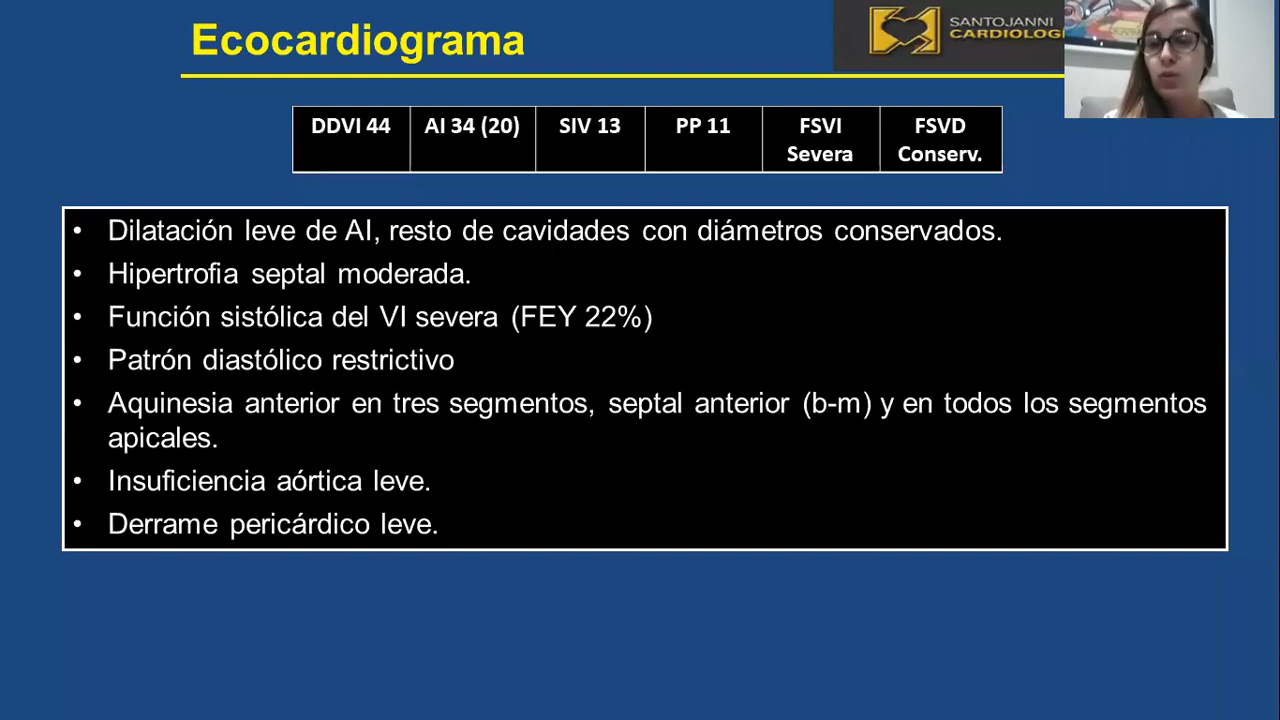 Ecocardiograma
SANTOJANNI
CARDIOLOGI
DDVI 44 AI 34 (20) SIV 13 PP 11 FSVI FSVD
Severa Conserv.
• Dilatación leve de AI, resto de cavidades con diámetros conservados.
• Hipertrofia septal moderada.
• Función sistólica del VI severa (FEY 22%)
• Patrón diastólico restrictivo
• Aquinesia anterior en tres segmentos, septal anterior (b-m) y en todos los segmentos
apicales.
• Insuficiencia aórtica leve.
• Derrame pericárdico leve.